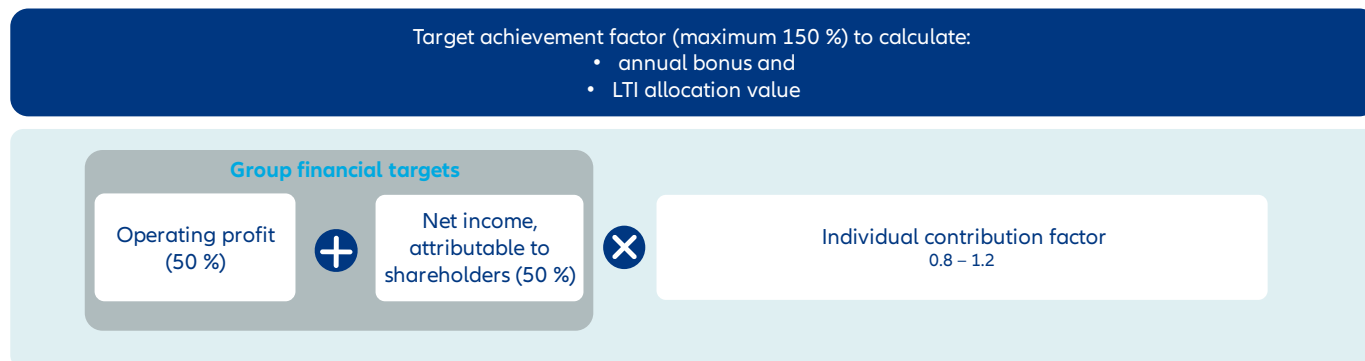 Target achievement factor (maximum 150 %) to calculate:
• annual bonus and
• LTI allocation value
Group financial targets
Operating profit
(50 %)
+
Net income,
attributable to
shareholders (50 %)
×
Individual contribution factor
0.8 – 1.2